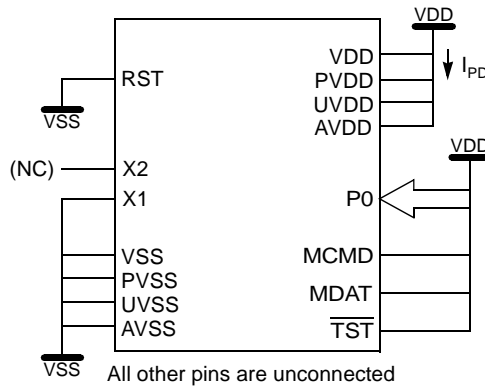 VDD
VDD
I_PD
RST
PVDD
UVDD
VSS
AVDD
VDD
(NC)
X2
X1
P0
VSS
MCMD
PVSS
UVSS
MDAT
AVSS
TST
VSS
All other pins are unconnected